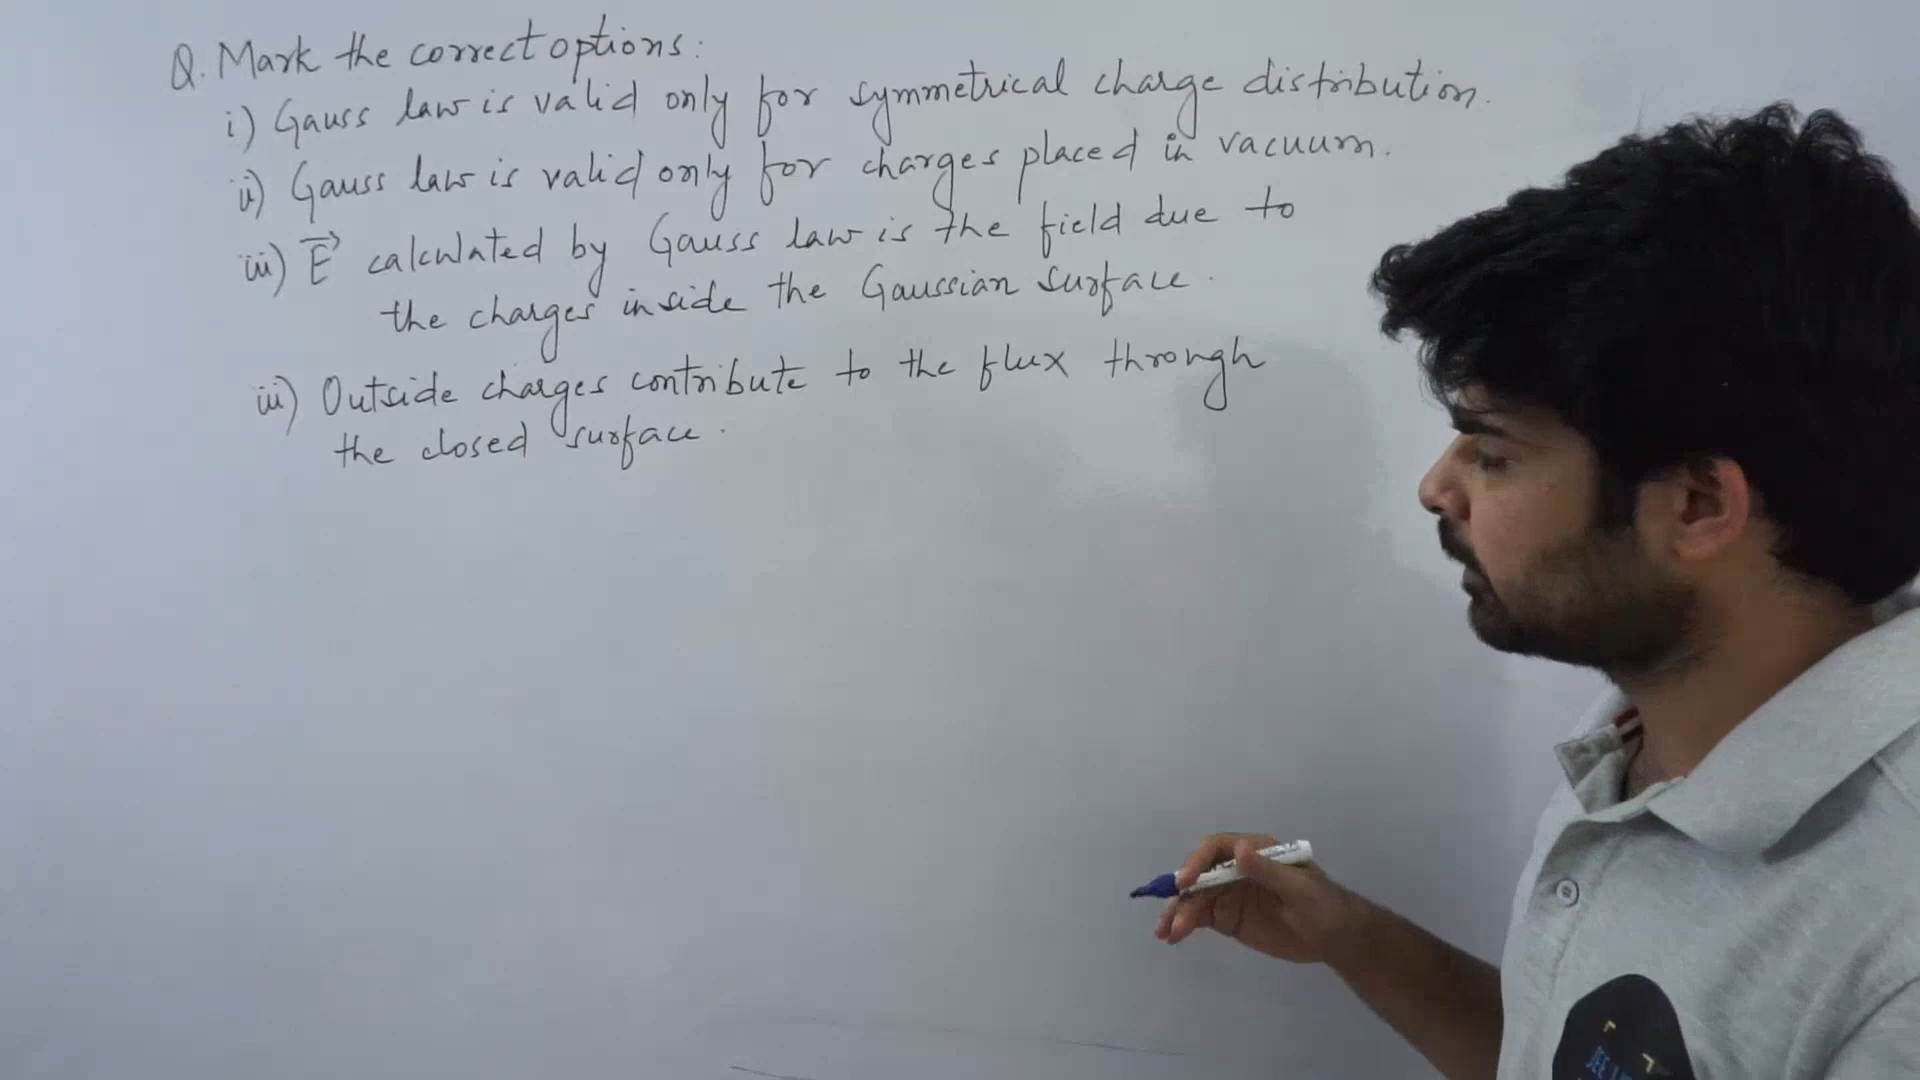 Q. Mark the correct options:
i) Gauss law is valid only for symmetrical charge distribution.
ii) Gauss law is valid only for charges placed in vacuum.
iii) E calculated by Gauss law is the field due to
the charges inside the Gaussian surface.
iii) Outside charges contribute to the flux through
the closed surface.
JEE